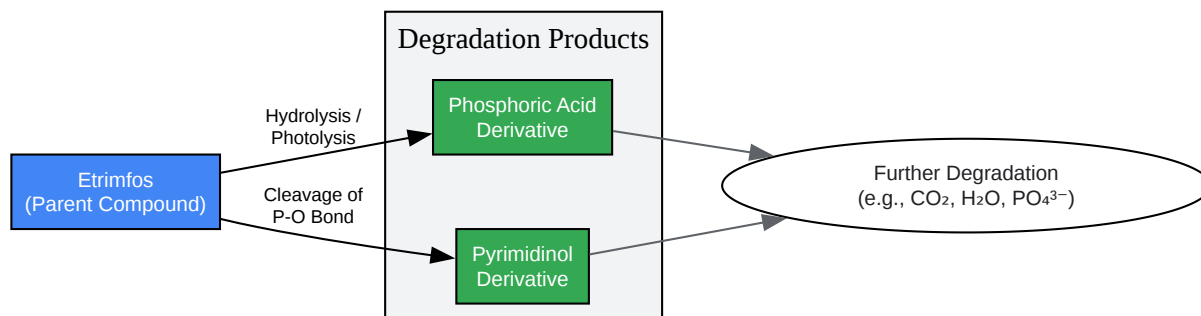 Degradation Products
Phosphoric Acid
Derivative
Hydrolysis /
Photolysis
Etrimfos
(Parent Compound)
Cleavage of
P-O Bond
Pyrimidinol
Derivative
Further Degradation
(e.g., CO₂, H₂O, PO₄³⁻)